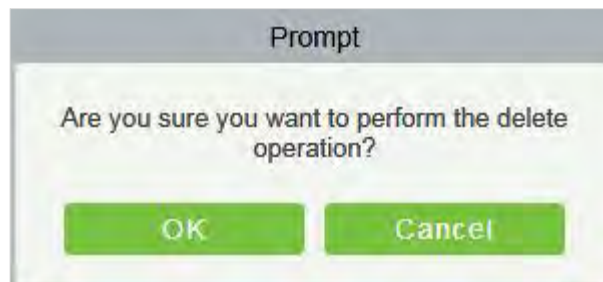 Prompt
Are you sure you want to perform the delete
operation?
OK
Cancel